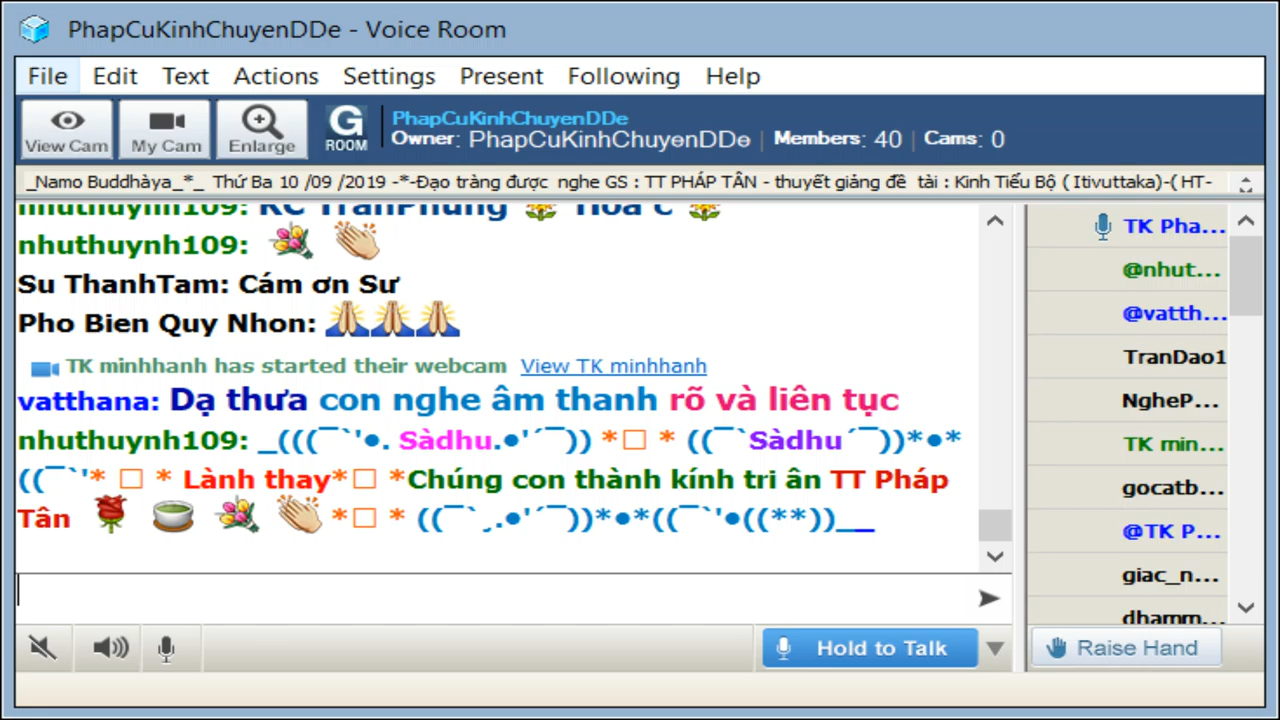 PhapCuKinhChuyenDDe - Voice Room
File Edit Text Actions Settings Present Following Help
View Cam My Cam Enlarge G ROOM
PhapCuKinhChuyenDDe
Owner: PhapCuKinhChuyenDDe | Members: 40 | Cams: 0
_Namo Buddhàya_*_ Thứ Ba 10 /09 /2019 -*-Đạo tràng được nghe GS : TT PHÁP TÂN - thuyết giảng đề tài : Kinh Tiểu Bộ ( Itivuttaka)-( HT-
nhuthuynh109: KC TranPhung 🌼 Hoa c 🌼
nhuthuynh109: 💐 👏
Su ThanhTam: Cám ơn Sư
Pho Bien Quy Nhon: 🙏🙏🙏
TK minhhanh has started their webcam View TK minhhanh
vatthana: Dạ thưa con nghe âm thanh rõ và liên tục
nhuthuynh109: _(((¯`'●. Sàdhu.●'´¯)) *□ * ((¯`Sàdhu´¯))*●*
((¯`'* □ * Lành thay*□ *Chúng con thành kính tri ân TT Pháp
Tân 🌹 🍵 💐 👏 *□ * ((¯`¸.●'´¯))*●*((¯`'●((**))__
TK Pha...
@nhut...
@vatth...
TranDao1
NgheP...
TK min...
gocatb...
@TK P...
giac_n...
dhamm...
Hold to Talk
Raise Hand